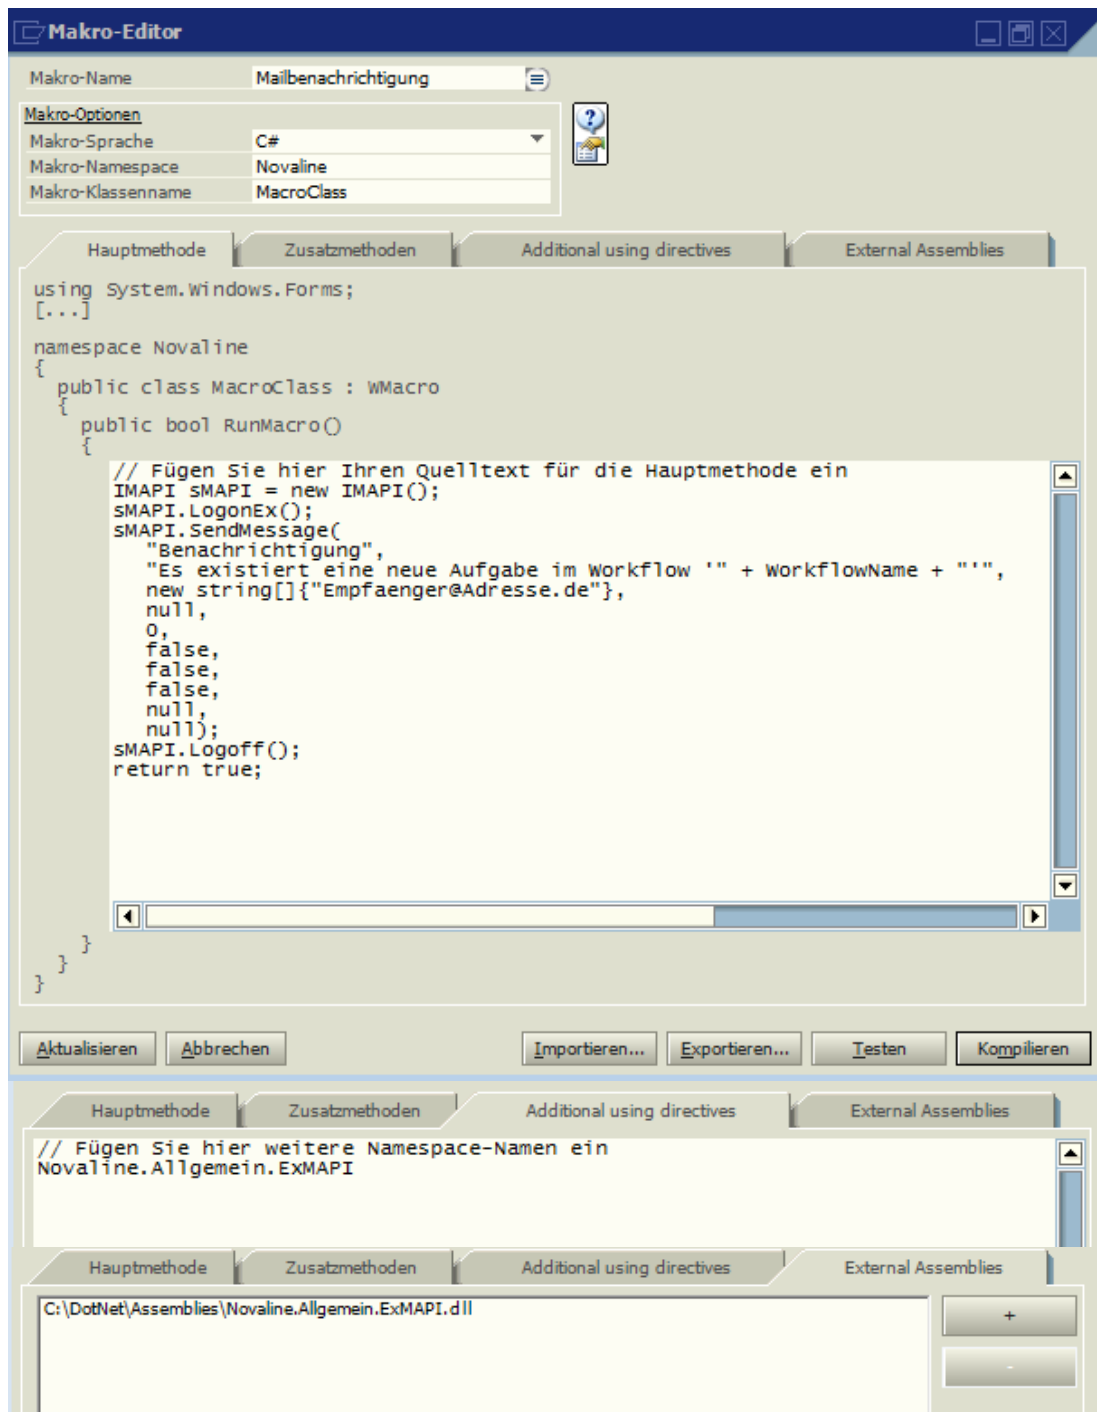 Makro-Editor
Makro-Name Mailbenachrichtigung
Makro-Optionen
Makro-Sprache C#
Makro-Namespace Novaline
Makro-Klassenname MacroClass
Hauptmethode Zusatzmethoden Additional using directives External Assemblies
using System.Windows.Forms;
[...]
namespace Novaline
{
public class MacroClass : WMacro
{
public bool RunMacro()
{
// Fügen Sie hier Ihren Quelltext für die Hauptmethode ein
IMAPI sMAPI = new IMAPI();
sMAPI.LogonEx();
sMAPI.SendMessage(
"Benachrichtigung",
"Es existiert eine neue Aufgabe im Workflow '" + WorkflowName + "'",
new string[]{"Empfaenger@Adresse.de"},
null,
0,
false,
false,
false,
null,
null);
sMAPI.Logoff();
return true;
}
}
}
Aktualisieren Abbrechen Importieren... Exportieren... Testen Kompilieren
Hauptmethode Zusatzmethoden Additional using directives External Assemblies
// Fügen Sie hier weitere Namespace-Namen ein
Novaline.Allgemein.ExMAPI
Hauptmethode Zusatzmethoden Additional using directives External Assemblies
C:\DotNet\Assemblies\Novaline.Allgemein.ExMAPI.dll
+
-